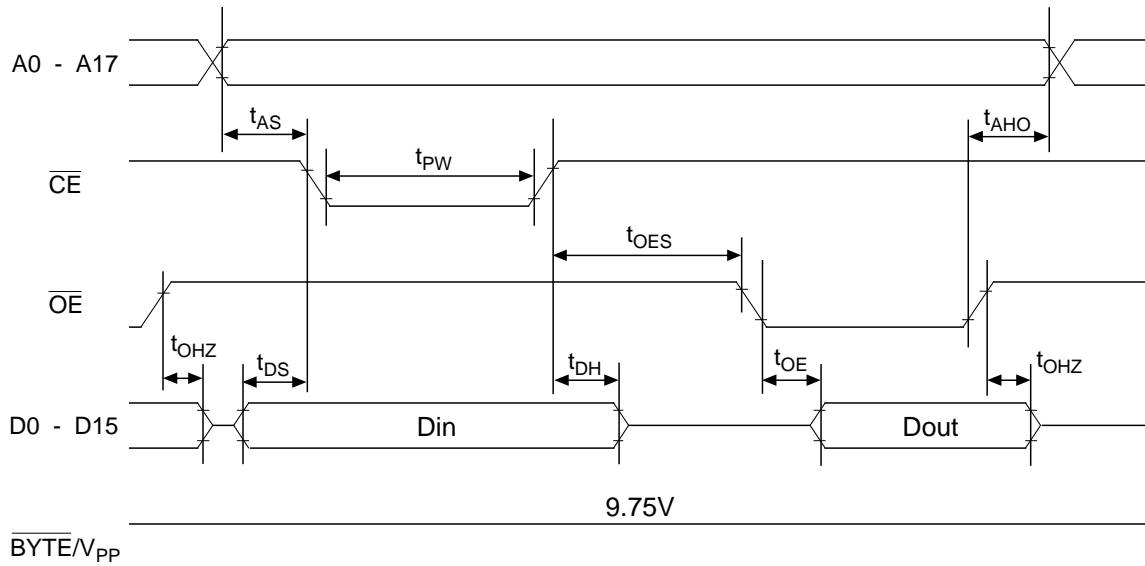 A0 - A17
tAS
tAHO
CE
tPW
tOES
OE
tOHZ
tDS
tDH
tOE
tOHZ
D0 - D15
Din
Dout
9.75V
BYTE/VPP